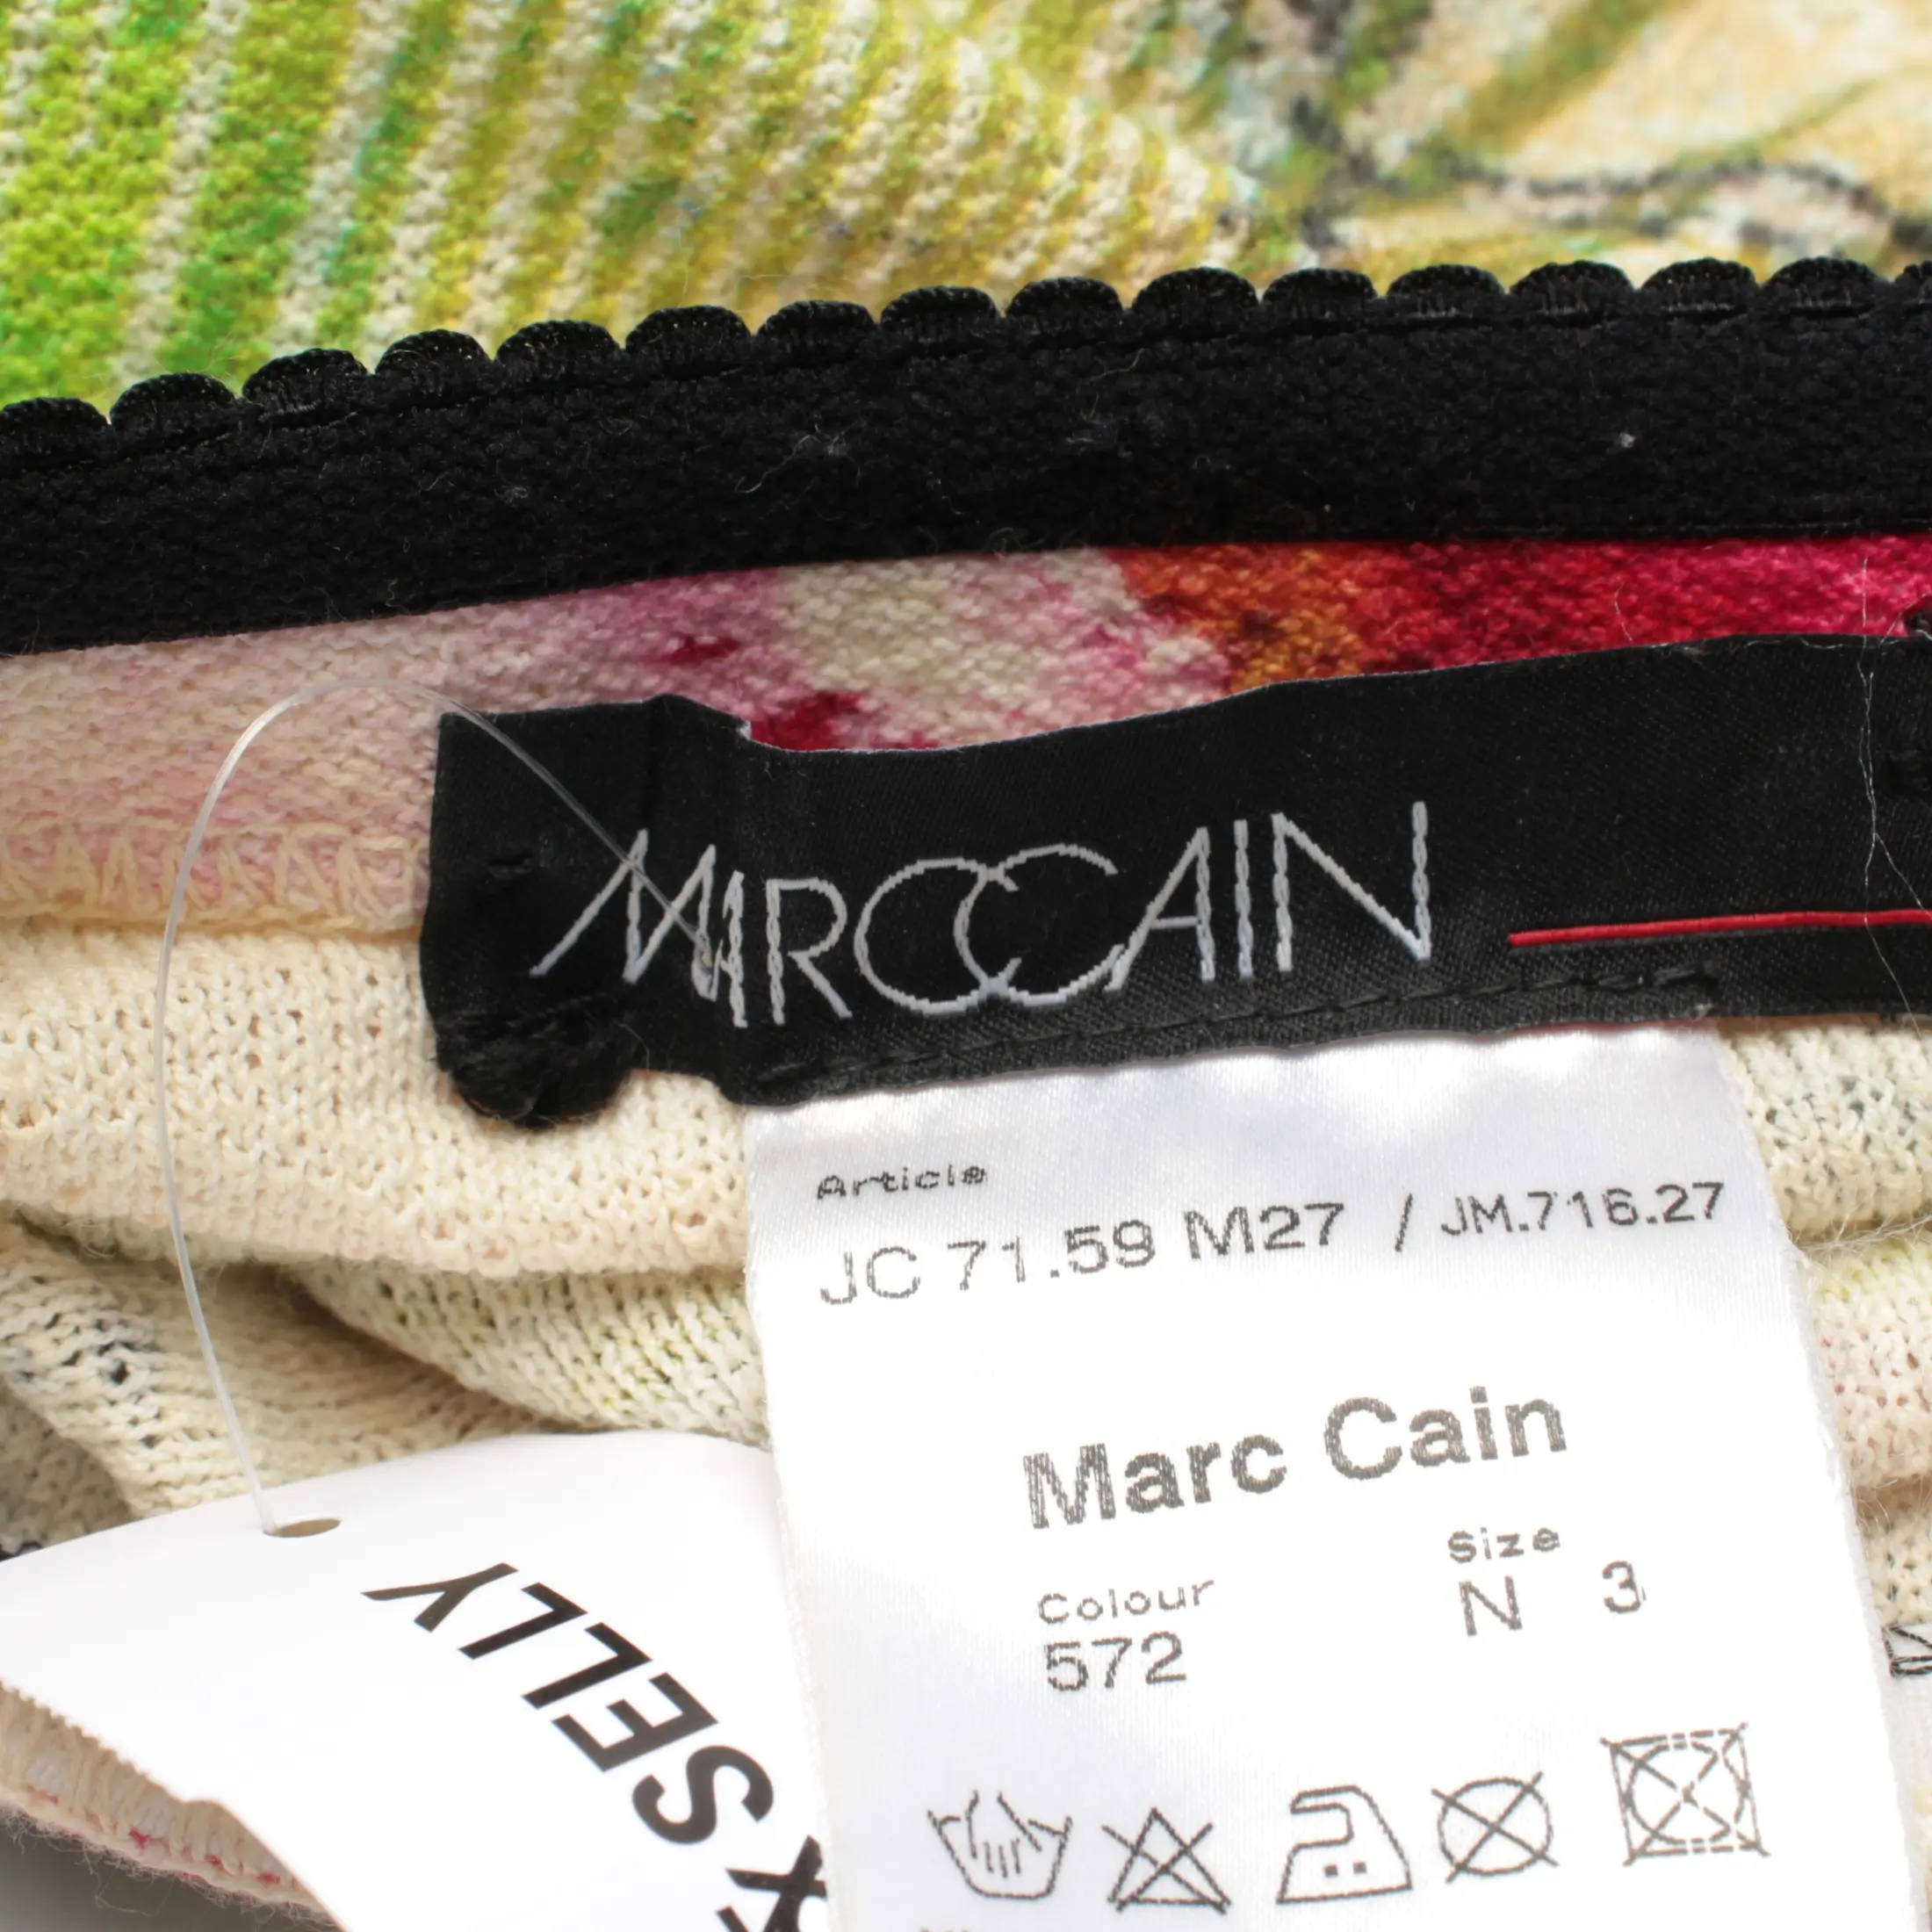 MARCCAIN
Article
JC 71.59 M27 / JM.716.27
Marc Cain
Colour
572
Size
N 3
X SELLY